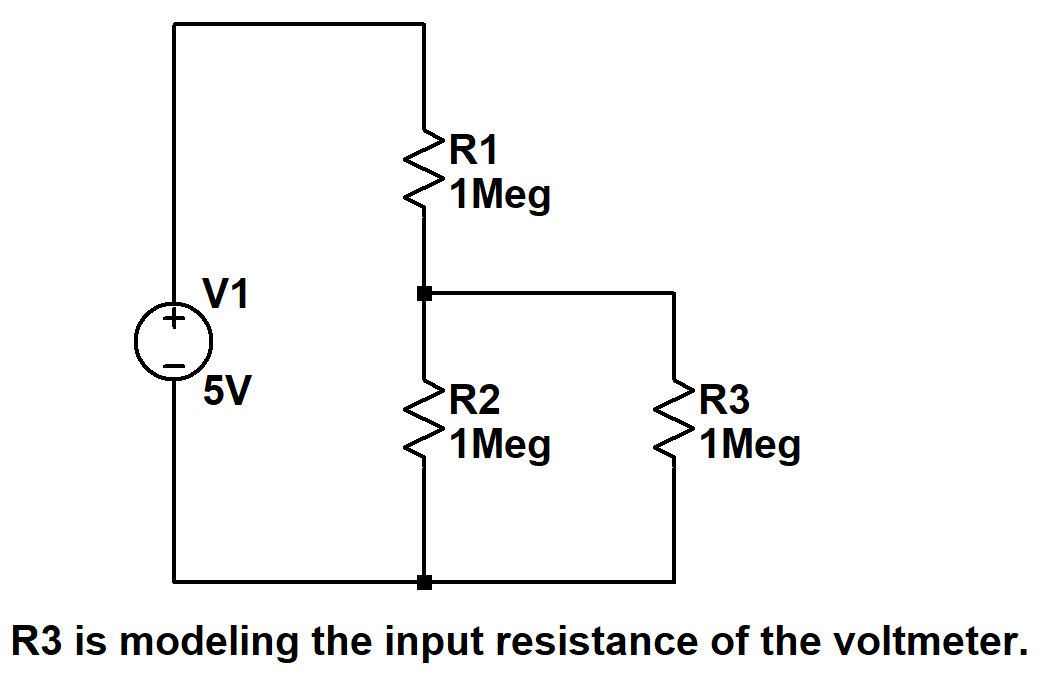 R1
1Meg
V1
5V
R2
1Meg
R3
1Meg
R3 is modeling the input resistance of the voltmeter.